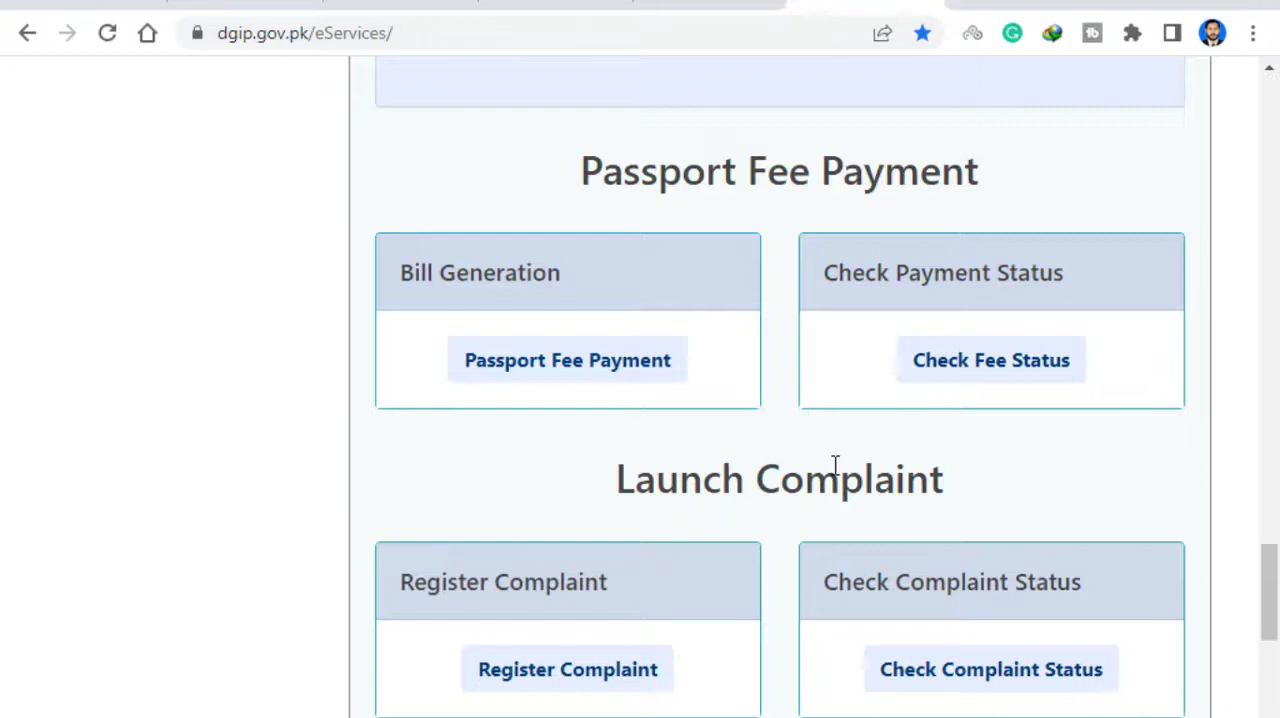 dgip.gov.pk/eServices/
Passport Fee Payment
Bill Generation
Check Payment Status
Passport Fee Payment
Check Fee Status
Launch Complaint
Register Complaint
Check Complaint Status
Register Complaint
Check Complaint Status